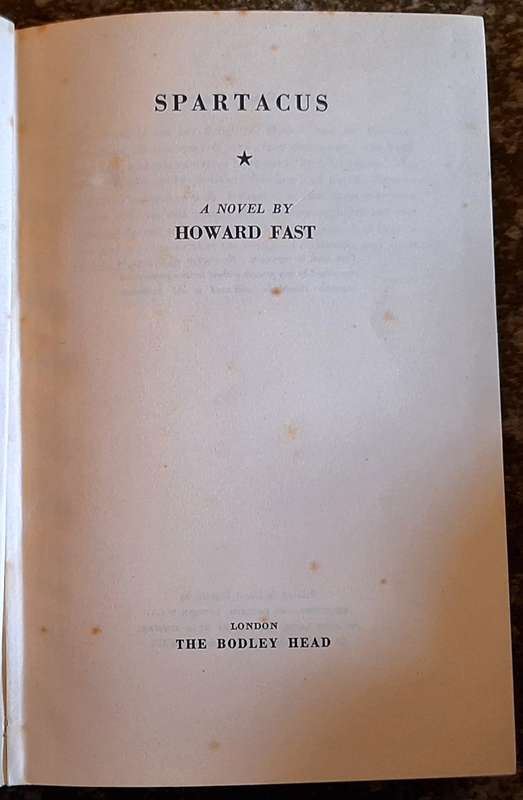 SPARTACUS
A NOVEL BY
HOWARD FAST
LONDON
THE BODLEY HEAD